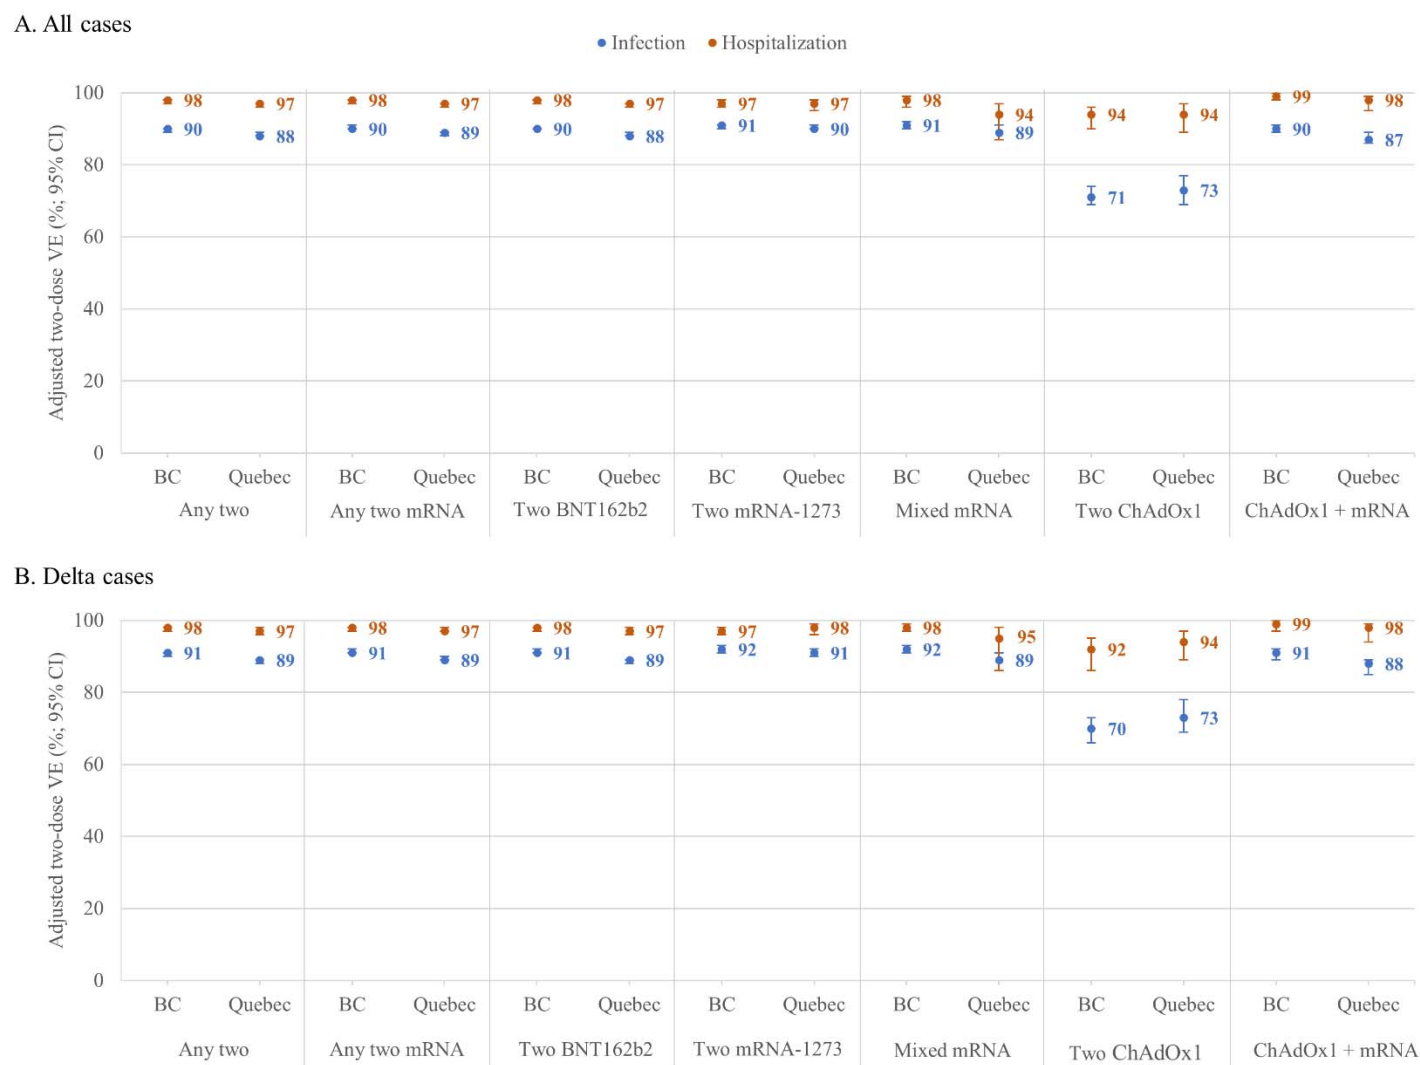 A. All cases
Infection Hospitalization
Adjusted two-dose VE (%; 95% CI)
100
80
60
40
20
0
98 97 98 97 98 97 97 97 98 94 94 94 99 98
90 88 90 89 90 88 91 90 91 89 71 73 90 87
BC Quebec BC Quebec BC Quebec BC Quebec BC Quebec BC Quebec BC Quebec
Any two Any two mRNA Two BNT162b2 Two mRNA-1273 Mixed mRNA Two ChAdOx1 ChAdOx1 + mRNA
B. Delta cases
Adjusted two-dose VE (%; 95% CI)
100
80
60
40
20
0
98 97 98 97 98 97 97 98 98 95 92 94 99 98
91 89 91 89 91 89 92 91 92 89 70 73 91 88
BC Quebec BC Quebec BC Quebec BC Quebec BC Quebec BC Quebec BC Quebec
Any two Any two mRNA Two BNT162b2 Two mRNA-1273 Mixed mRNA Two ChAdOx1 ChAdOx1 + mRNA